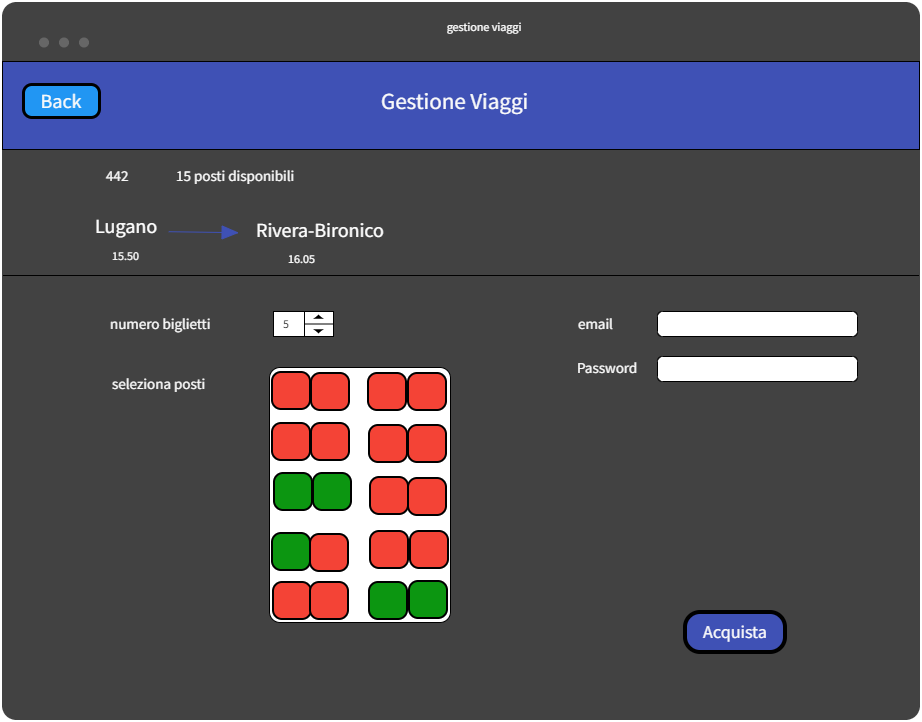 gestione viaggi
Back
Gestione Viaggi
442 15 posti disponibili
Lugano
Rivera-Bironico
15.50
16.05
numero biglietti
5
email
Password
seleziona posti
Acquista